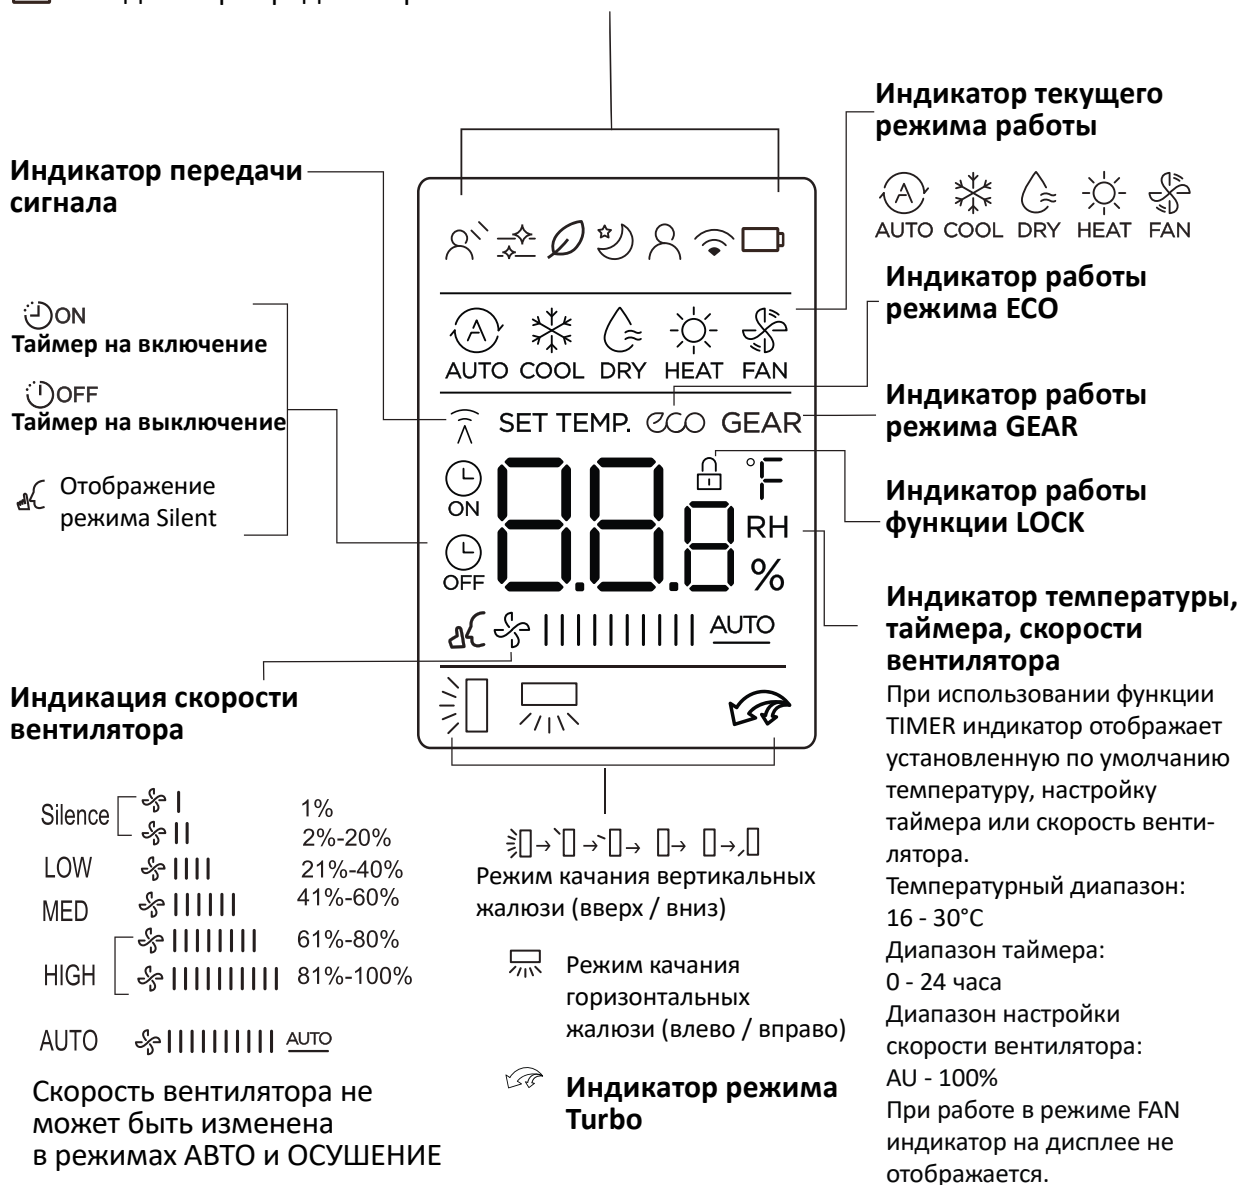 Индикатор текущего
режима работы
AUTO COOL DRY HEAT FAN
Индикатор передачи
сигнала
ON
Таймер на включение
OFF
Таймер на выключение
Отображение
режима Silent
AUTO COOL DRY HEAT FAN
SET TEMP. eco GEAR
ON
88.8
°F
RH
OFF
%
AUTO
Индикатор работы
режима ECO
Индикатор работы
режима GEAR
Индикатор работы
функции LOCK
Индикатор температуры,
таймера, скорости
вентилятора
При использовании функции
TIMER индикатор отображает
установленную по умолчанию
температуру, настройку
таймера или скорость венти-
лятора.
Температурный диапазон:
16 - 30°C
Диапазон таймера:
0 - 24 часа
Диапазон настройки
скорости вентилятора:
AU - 100%
При работе в режиме FAN
индикатор на дисплее не
отображается.
Индикация скорости
вентилятора
Silence 1%
2%-20%
LOW 21%-40%
MED 41%-60%
61%-80%
HIGH 81%-100%
AUTO AUTO
Скорость вентилятора не
может быть изменена
в режимах АВТО и ОСУШЕНИЕ
Режим качания вертикальных
жалюзи (вверх / вниз)
Режим качания
горизонтальных
жалюзи (влево / вправо)
Индикатор режима
Turbo